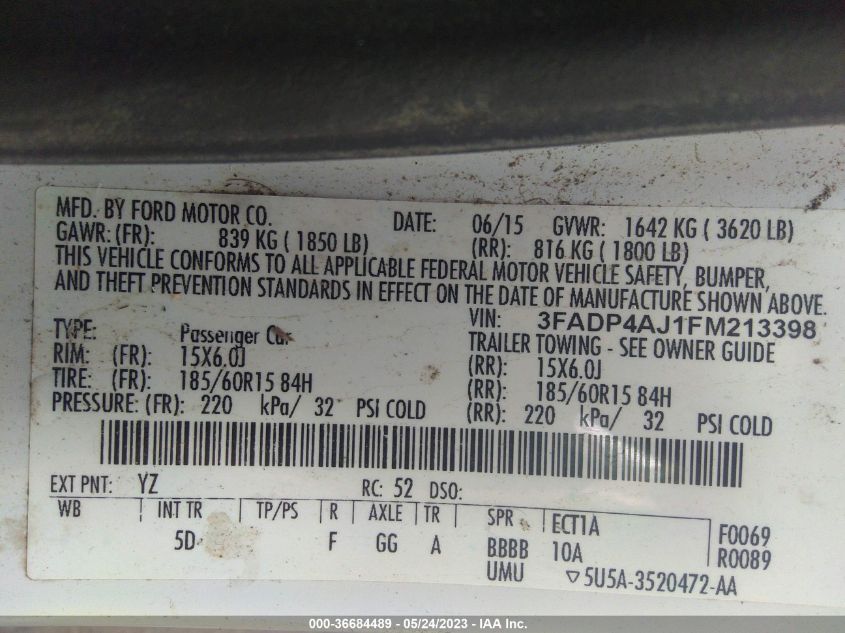 MFD. BY FORD MOTOR CO. DATE: 06/15 GVWR: 1642 KG ( 3620 LB)
GAWR: (FR): 839 KG ( 1850 LB) (RR): 816 KG ( 1800 LB)
THIS VEHICLE CONFORMS TO ALL APPLICABLE FEDERAL MOTOR VEHICLE SAFETY, BUMPER,
AND THEFT PREVENTION STANDARDS IN EFFECT ON THE DATE OF MANUFACTURE SHOWN ABOVE.
VIN: 3FADP4AJ1FM213398
TYPE: Passenger Car TRAILER TOWING - SEE OWNER GUIDE
RIM: (FR): 15X6.0J (RR): 15X6.0J
TIRE: (FR): 185/60R15 84H (RR): 185/60R15 84H
PRESSURE: (FR): 220 kPa/ 32 PSI COLD (RR): 220 kPa/ 32 PSI COLD
EXT PNT: YZ RC: 52 DSO:
WB INT TR TP/PS R AXLE TR SPR ECT1A F0069
5D F GG A BBBB 10A R0089
UMU ▽5U5A-3520472-AA
000-36684489 - 05/24/2023 - IAA Inc.